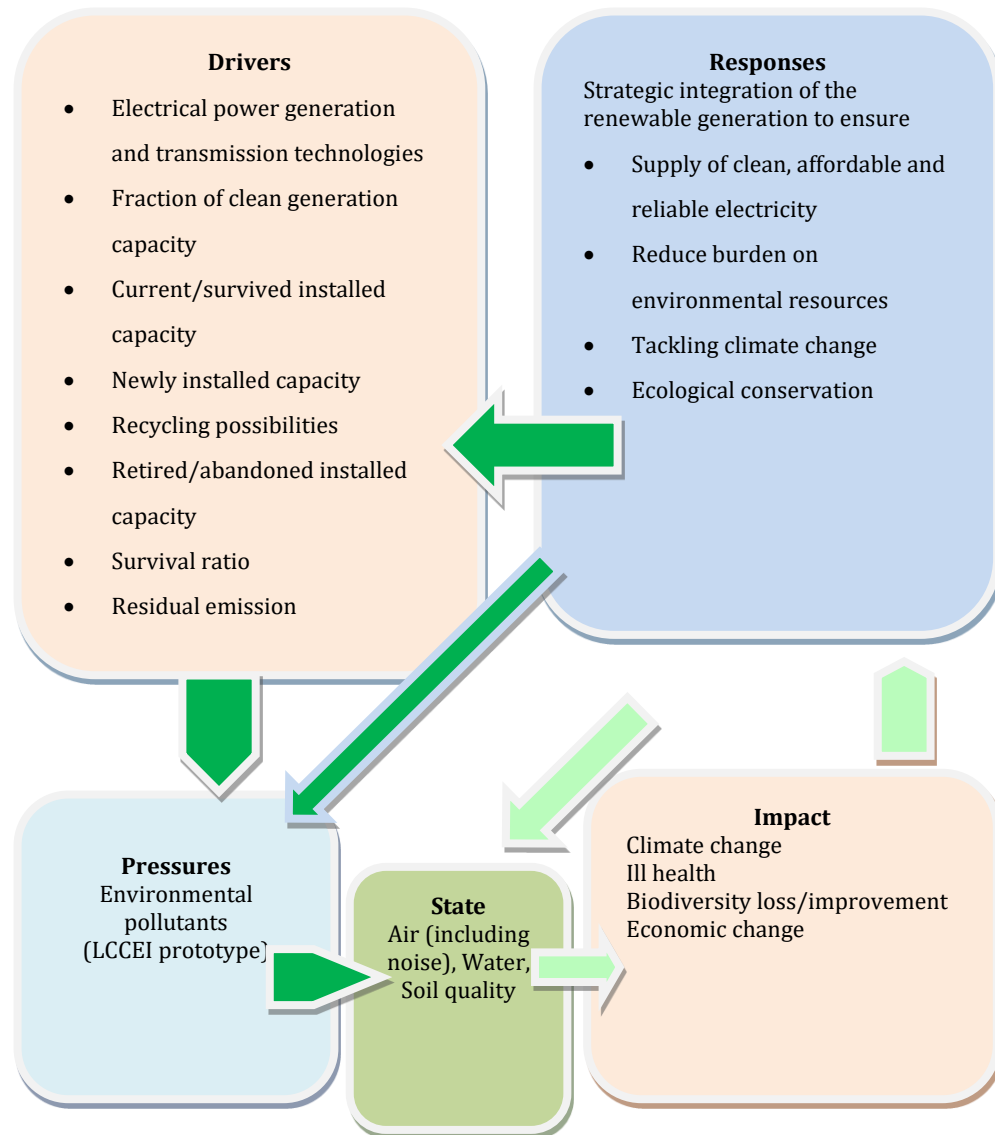 Drivers
• Electrical power generation
and transmission technologies
• Fraction of clean generation
capacity
• Current/survived installed
capacity
• Newly installed capacity
• Recycling possibilities
• Retired/abandoned installed
capacity
• Survival ratio
• Residual emission
Responses
Strategic integration of the
renewable generation to ensure
• Supply of clean, affordable and
reliable electricity
• Reduce burden on
environmental resources
• Tackling climate change
• Ecological conservation
Pressures
Environmental
pollutants
(LCCEI prototype)
State
Air (including
noise), Water,
Soil quality
Impact
Climate change
Ill health
Biodiversity loss/improvement
Economic change